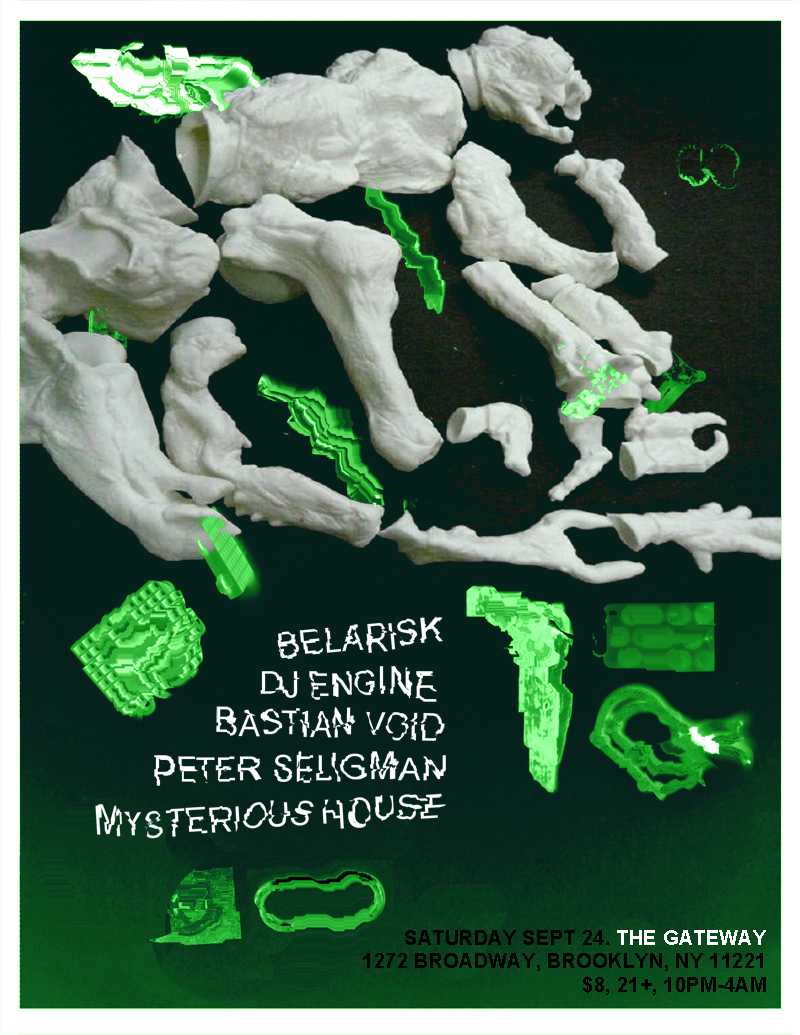 BELARISK
DJ ENGINE
BASTIAN VOID
PETER SELIGMAN
MYSTERIOUS HOUSE
SATURDAY SEPT 24. THE GATEWAY
1272 BROADWAY, BROOKLYN, NY 11221
$8, 21+, 10PM-4AM